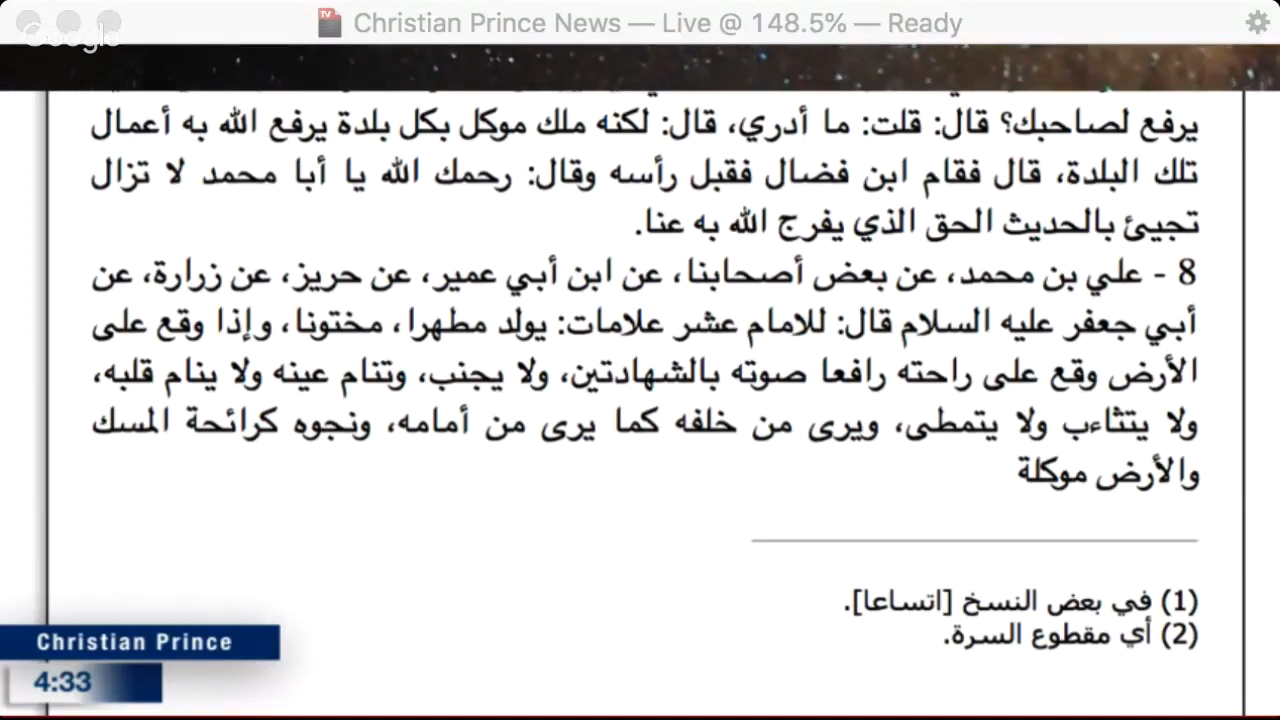 Christian Prince News — Live @ 148.5% — Ready
Google
يرفع لصاحبك؟ قال: قلت: ما أدري، قال: لكنه ملك موكل بكل بلدة يرفع الله به أعمال
تلك البلدة، قال فقام ابن فضال فقبل رأسه وقال: رحمك الله يا أبا محمد لا تزال
تجيئ بالحديث الحق الذي يفرج الله به عنا.
8 - علي بن محمد، عن بعض أصحابنا، عن ابن أبي عمير، عن حريز، عن زرارة، عن
أبي جعفر عليه السلام قال: للامام عشر علامات: يولد مطهرا، مختونا، وإذا وقع على
الأرض وقع على راحته رافعا صوته بالشهادتين، ولا يجنب، وتنام عينه ولا ينام قلبه،
ولا يتثاءب ولا يتمطى، ويرى من خلفه كما يرى من أمامه، ونجوه كرائحة المسك
والأرض موكلة
(1) في بعض النسخ [اتساعا].
(2) أي مقطوع السرة.
Christian Prince
4:33